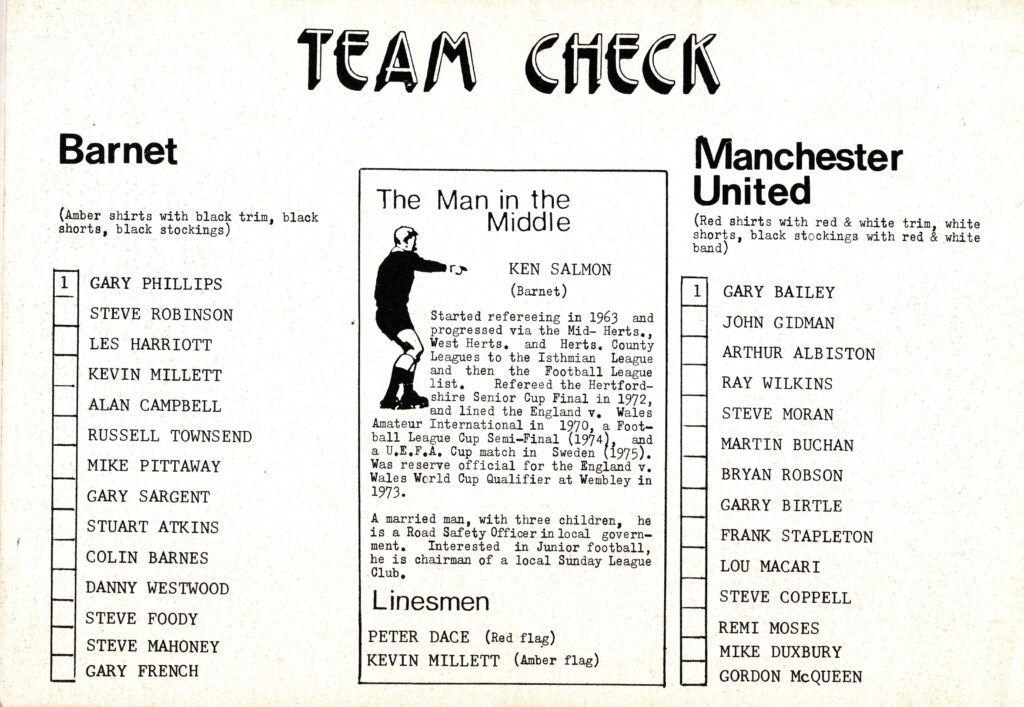 TEAM CHECK
Barnet
(Amber shirts with black trim, black
shorts, black stockings)
1 GARY PHILLIPS
STEVE ROBINSON
LES HARRIOTT
KEVIN MILLETT
ALAN CAMPBELL
RUSSELL TOWNSEND
MIKE PITTAWAY
GARY SARGENT
STUART ATKINS
COLIN BARNES
DANNY WESTWOOD
STEVE FOODY
STEVE MAHONEY
GARY FRENCH
The Man in the
Middle
KEN SALMON
(Barnet)
Started refereeing in 1963 and
progressed via the Mid- Herts.,
West Herts. and Herts. County
Leagues to the Isthmian League
and then the Football League
list. Refereed the Hertford-
shire Senior Cup Final in 1972,
and lined the England v. Wales
Amateur International in 1970, a Foot-
ball League Cup Semi-Final (1974), and
a U.E.F.A. Cup match in Sweden (1975).
Was reserve official for the England v.
Wales World Cup Qualifier at Wembley in
1973.
A married man, with three children, he
is a Road Safety Officer in local govern-
ment. Interested in Junior football,
he is chairman of a local Sunday League
Club.
Linesmen
PETER DACE (Red flag)
KEVIN MILLETT (Amber flag)
Manchester
United
(Red shirts with red & white trim, white
shorts, black stockings with red & white
band)
1 GARY BAILEY
JOHN GIDMAN
ARTHUR ALBISTON
RAY WILKINS
STEVE MORAN
MARTIN BUCHAN
BRYAN ROBSON
GARRY BIRTLE
FRANK STAPLETON
LOU MACARI
STEVE COPPELL
REMI MOSES
MIKE DUXBURY
GORDON McQUEEN